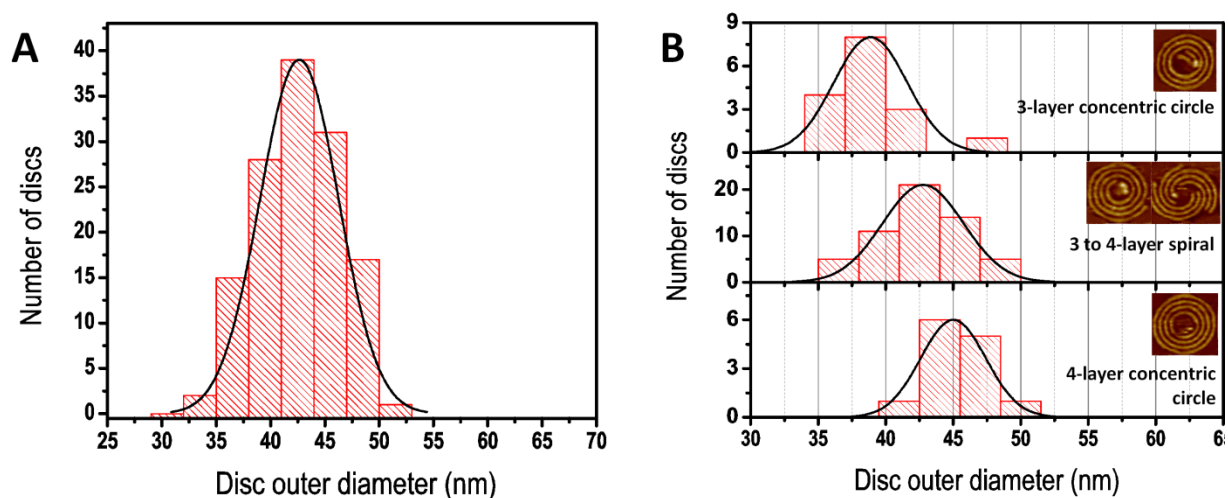 A
Number of discs
40
35
30
25
20
15
10
5
0
25 30 35 40 45 50 55 60 65 70
Disc outer diameter (nm)
B
Number of discs
9
6
3
0
3-layer concentric circle
20
10
0
3 to 4-layer spiral
6
3
0
4-layer concentric
circle
30 35 40 45 50 55 60
Disc outer diameter (nm)